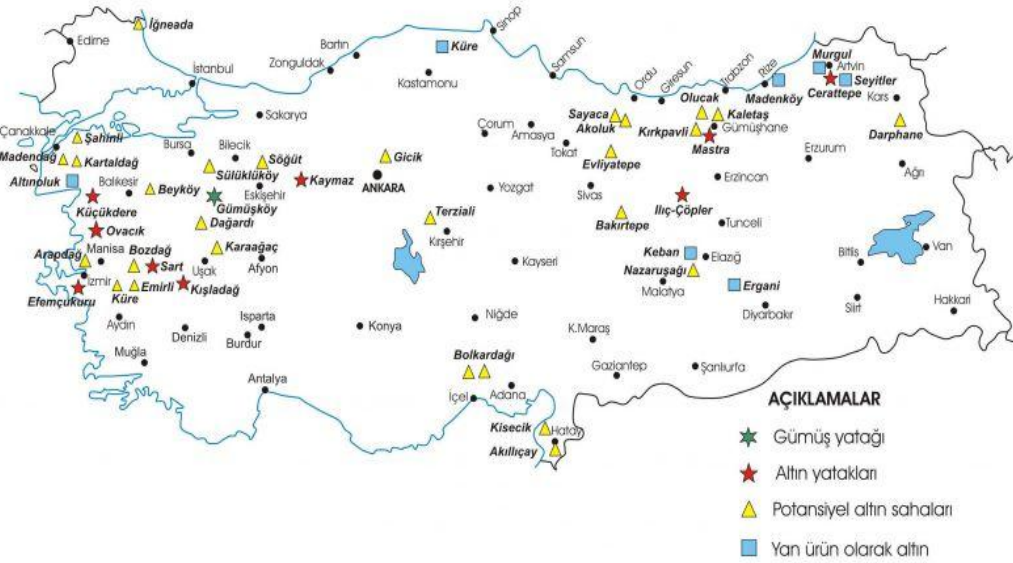 İğneada
Edirne
İstanbul
Zonguldak
Bartın
Küre
Kastamonu
Sinop
Samsun
Ordu
Giresun
Trabzon
Rize
Murgul
Artvin
Seyitler
Cerattepe
Madenköy
Kars
Darphane
Sakarya
Çorum
Amasya
Tokat
Sayaca
Akoluk
Olucak
Kaletaş
Kırkpavli
Gümüşhane
Mastra
Evliyatepe
Erzurum
Ağrı
Çanakkale
Şahinli
Madendağ
Kartaldağ
Altınoluk
Bursa
Bilecik
Söğüt
Sülüklüköy
Kaymaz
Gicik
ANKARA
Yozgat
Sivas
Erzincan
Balıkesir
Beyköy
Eskişehir
Gümüşköy
Küçükdere
Dağardı
Terziali
Kırşehir
Bakırtepe
Ilıç-Çöpler
Tunceli
Ovacık
Manisa
Bozdağ
Karaağaç
Arapdağ
Sart
Uşak
Afyon
Kayseri
Keban
Elazığ
Nazaruşağı
Malatya
Ergani
Bitlis
Van
İzmir
Efemçukuru
Küre
Emirli
Kışladağ
Diyarbakır
Siirt
Hakkari
Aydın
Denizli
Isparta
Burdur
Konya
Niğde
K.Maraş
Muğla
Antalya
Bolkardağı
İçel
Adana
Gaziantep
Şanlıurfa
Kisecik
Hatay
Akıllıçay
AÇIKLAMALAR
Gümüş yatağı
Altın yatakları
Potansiyel altın sahaları
Yan ürün olarak altın